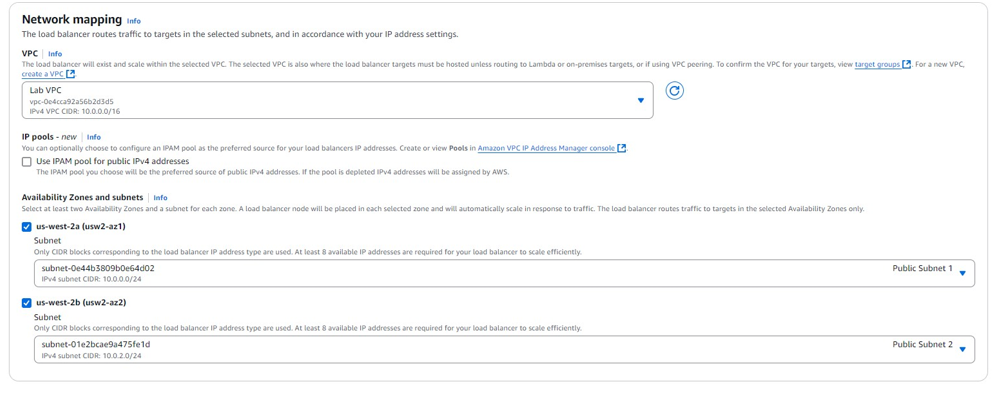 Network mapping Info
The load balancer routes traffic to targets in the selected subnets, and in accordance with your IP address settings.
VPC | Info
The load balancer will exist and scale within the selected VPC. The selected VPC is also where the load balancer targets must be hosted unless routing to Lambda or on-premises targets, or if using VPC peering. To confirm the VPC for your targets, view target groups. For a new VPC,
create a VPC.
Lab VPC
vpc-0e4cca92a56b2d3d5
IPv4 VPC CIDR: 10.0.0.0/16
IP pools - new | Info
You can optionally choose to configure an IPAM pool as the preferred source for your load balancers IP addresses. Create or view Pools in Amazon VPC IP Address Manager console.
Use IPAM pool for public IPv4 addresses
The IPAM pool you choose will be the preferred source of public IPv4 addresses. If the pool is depleted IPv4 addresses will be assigned by AWS.
Availability Zones and subnets | Info
Select at least two Availability Zones and a subnet for each zone. A load balancer node will be placed in each selected zone and will automatically scale in response to traffic. The load balancer routes traffic to targets in the selected Availability Zones only.
us-west-2a (usw2-az1)
Subnet
Only CIDR blocks corresponding to the load balancer IP address type are used. At least 8 available IP addresses are required for your load balancer to scale efficiently.
subnet-0e44b3809b0e64d02 Public Subnet 1
IPv4 subnet CIDR: 10.0.0.0/24
us-west-2b (usw2-az2)
Subnet
Only CIDR blocks corresponding to the load balancer IP address type are used. At least 8 available IP addresses are required for your load balancer to scale efficiently.
subnet-01e2bcae9a475fe1d Public Subnet 2
IPv4 subnet CIDR: 10.0.2.0/24